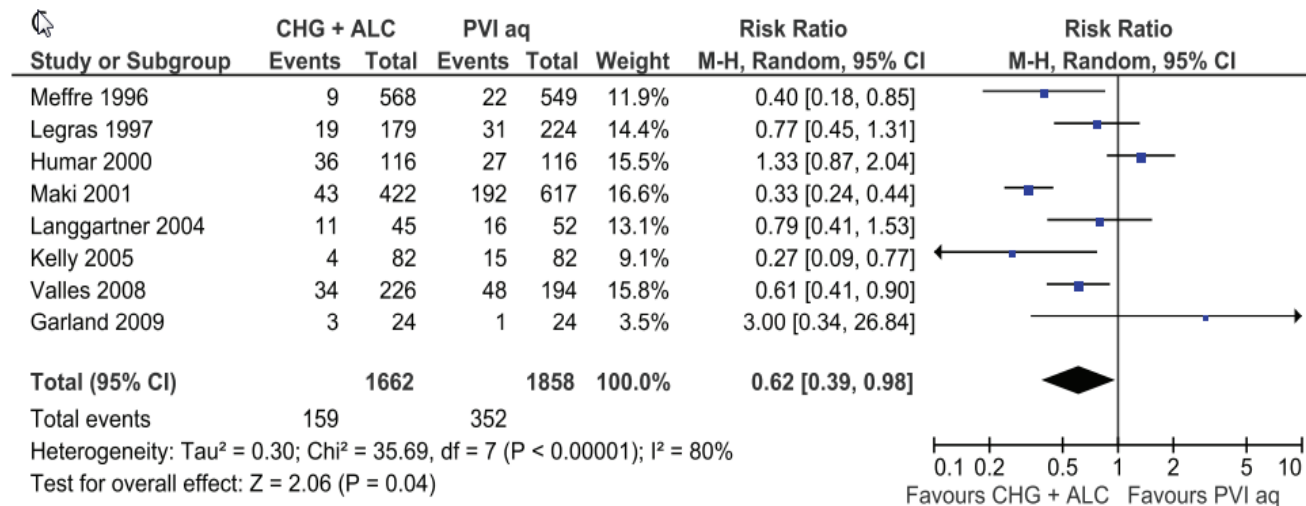 CHG + ALC PVI aq Risk Ratio Risk Ratio
Study or Subgroup Events Total Events Total Weight M-H, Random, 95% CI M-H, Random, 95% CI
Meffre 1996 9 568 22 549 11.9% 0.40 [0.18, 0.85]
Legras 1997 19 179 31 224 14.4% 0.77 [0.45, 1.31]
Humar 2000 36 116 27 116 15.5% 1.33 [0.87, 2.04]
Maki 2001 43 422 192 617 16.6% 0.33 [0.24, 0.44]
Langgartner 2004 11 45 16 52 13.1% 0.79 [0.41, 1.53]
Kelly 2005 4 82 15 82 9.1% 0.27 [0.09, 0.77]
Valles 2008 34 226 48 194 15.8% 0.61 [0.41, 0.90]
Garland 2009 3 24 1 24 3.5% 3.00 [0.34, 26.84]
Total (95% CI) 1662 1858 100.0% 0.62 [0.39, 0.98]
Total events 159 352
Heterogeneity: Tau² = 0.30; Chi² = 35.69, df = 7 (P < 0.00001); I² = 80%
Test for overall effect: Z = 2.06 (P = 0.04)
0.1 0.2 0.5 1 2 5 10
Favours CHG + ALC Favours PVI aq